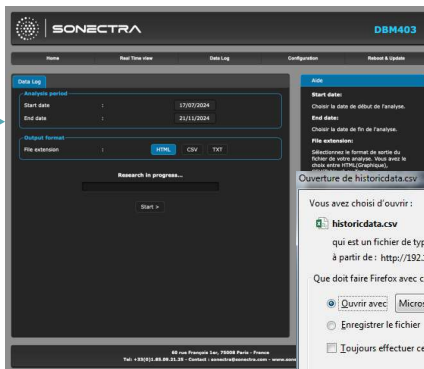 SONECTRA
DBM403
Home
Real Time view
Data Log
Configuration
Reboot & Update
Data Log
Analysis period
Start date : 17/07/2024
End date : 21/11/2024
Output format
File extension : HTML CSV TXT
Research in progress...
Start >
Aide
Start date:
Choisir la date de début de l'analyse.
End date:
Choisir la date de fin de l'analyse.
File extension:
Sélectionnez le format de sortie du
fichier de votre analyse. Vous avez le
choix entre HTML(Graphique),
Ouverture de historicdata.csv
Vous avez choisi d'ouvrir :
historicdata.csv
qui est un fichier de typ
à partir de : http://192.
Que doit faire Firefox avec c
Ouvrir avec Micros
Enregistrer le fichier
Toujours effectuer ce
60 rue François 1er, 75008 Paris - France
Tel: +33(0)1.85.09.21.35 - Contact : sonectra@sonectra.com - www.sone